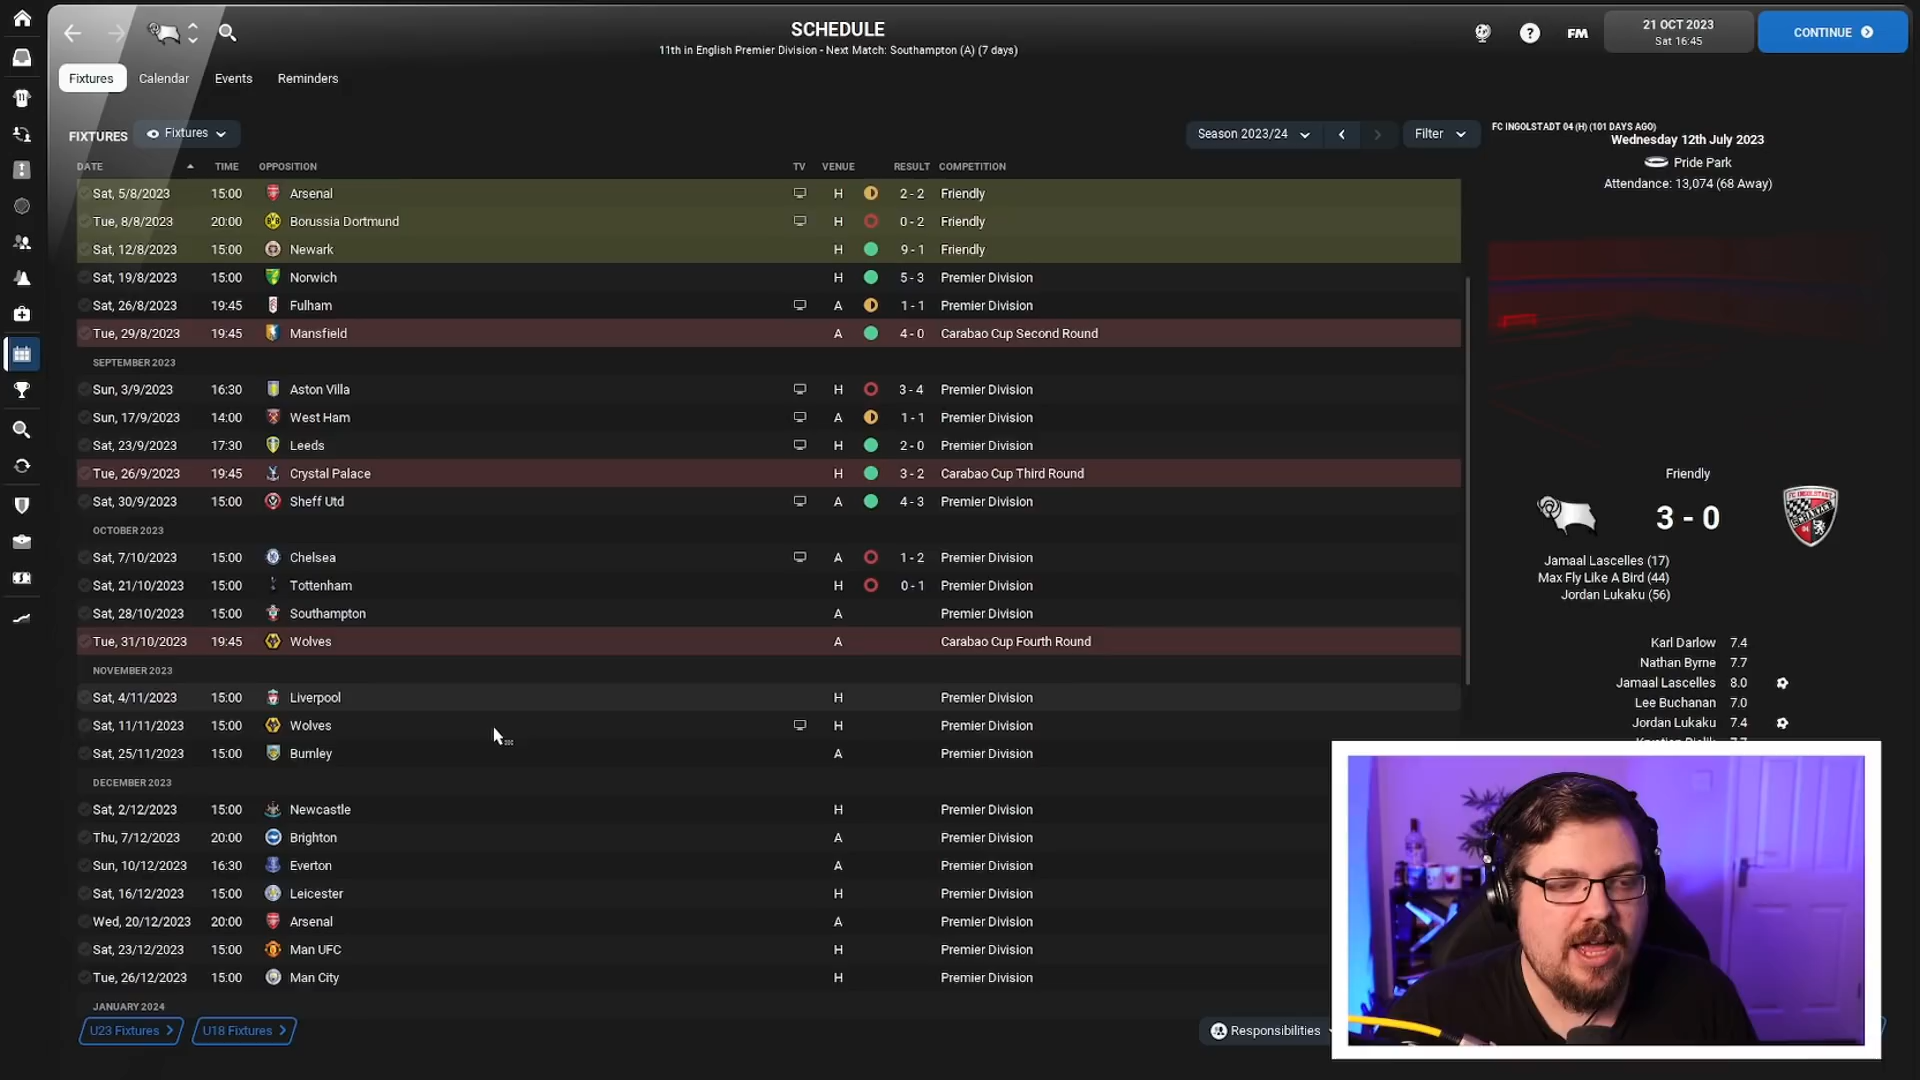 SCHEDULE
11th in English Premier Division - Next Match: Southampton (A) (7 days)
FM
21 OCT 2023
Sat 16:45
CONTINUE
Fixtures Calendar Events Reminders
FIXTURES Fixtures
Season 2023/24 Filter
DATE TIME OPPOSITION TV VENUE RESULT COMPETITION
Sat, 5/8/2023 15:00 Arsenal H 2 - 2 Friendly
Tue, 8/8/2023 20:00 Borussia Dortmund H 0 - 2 Friendly
Sat, 12/8/2023 15:00 Newark H 9 - 1 Friendly
Sat, 19/8/2023 15:00 Norwich H 5 - 3 Premier Division
Sat, 26/8/2023 19:45 Fulham A 1 - 1 Premier Division
Tue, 29/8/2023 19:45 Mansfield A 4 - 0 Carabao Cup Second Round
SEPTEMBER 2023
Sun, 3/9/2023 16:30 Aston Villa H 3 - 4 Premier Division
Sun, 17/9/2023 14:00 West Ham A 1 - 1 Premier Division
Sat, 23/9/2023 17:30 Leeds H 2 - 0 Premier Division
Tue, 26/9/2023 19:45 Crystal Palace H 3 - 2 Carabao Cup Third Round
Sat, 30/9/2023 15:00 Sheff Utd A 4 - 3 Premier Division
OCTOBER 2023
Sat, 7/10/2023 15:00 Chelsea A 1 - 2 Premier Division
Sat, 21/10/2023 15:00 Tottenham H 0 - 1 Premier Division
Sat, 28/10/2023 15:00 Southampton A Premier Division
Tue, 31/10/2023 19:45 Wolves A Carabao Cup Fourth Round
NOVEMBER 2023
Sat, 4/11/2023 15:00 Liverpool H Premier Division
Sat, 11/11/2023 15:00 Wolves H Premier Division
Sat, 25/11/2023 15:00 Burnley A Premier Division
DECEMBER 2023
Sat, 2/12/2023 15:00 Newcastle H Premier Division
Thu, 7/12/2023 20:00 Brighton A Premier Division
Sun, 10/12/2023 16:30 Everton A Premier Division
Sat, 16/12/2023 15:00 Leicester H Premier Division
Wed, 20/12/2023 20:00 Arsenal A Premier Division
Sat, 23/12/2023 15:00 Man UFC H Premier Division
Tue, 26/12/2023 15:00 Man City H Premier Division
JANUARY 2024
U23 Fixtures U18 Fixtures
Responsibilities
FC INGOLSTADT 04 (H) (101 DAYS AGO)
Wednesday 12th July 2023
Pride Park
Attendance: 13,074 (68 Away)
Friendly
3 - 0
Jamaal Lascelles (17)
Max Fly Like A Bird (44)
Jordan Lukaku (56)
Karl Darlow 7.4
Nathan Byrne 7.7
Jamaal Lascelles 8.0
Lee Buchanan 7.0
Jordan Lukaku 7.4